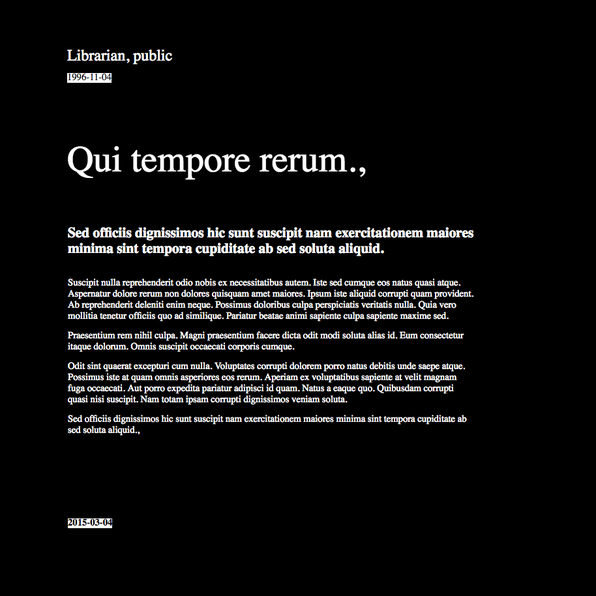 Librarian, public
1996-11-04
Qui tempore rerum.,
Sed officiis dignissimos hic sunt suscipit nam exercitationem maiores
minima sint tempora cupiditate ab sed soluta aliquid.
Suscipit nulla reprehenderit odio nobis ex necessitatibus autem. Iste sed cumque eos natus quasi atque.
Aspernatur dolore rerum non dolores quisquam amet maiores. Ipsum iste aliquid corrupti quam provident.
Ab reprehenderit deleniti enim neque. Possimus doloribus culpa perspiciatis veritatis nulla. Quia vero
mollitia tenetur officiis quo ad similique. Pariatur beatae animi sapiente culpa sapiente maxime sed.
Praesentium rem nihil culpa. Magni praesentium facere dicta odit modi soluta alias id. Eum consectetur
itaque dolorum. Omnis suscipit occaecati corporis cumque.
Odit sint quaerat excepturi cum nulla. Voluptates corrupti dolorem porro natus debitis unde saepe atque.
Possimus iste at quam omnis asperiores eos rerum. Aperiam ex voluptatibus sapiente at velit magnam
fuga occaecati. Aut porro expedita pariatur adipisci id quam. Natus a eaque quo. Quibusdam corrupti
quasi nisi suscipit. Nam totam ipsam corrupti dignissimos veniam soluta.
Sed officiis dignissimos hic sunt suscipit nam exercitationem maiores minima sint tempora cupiditate ab
sed soluta aliquid.,
2015-03-04